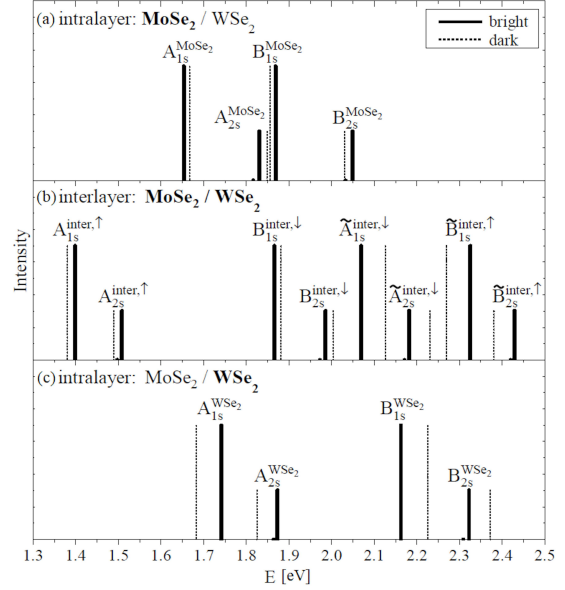 (a) intralayer: MoSe₂ / WSe₂
bright
dark
A₁ₛ^MoSe₂
B₁ₛ^MoSe₂
A₂ₛ^MoSe₂
B₂ₛ^MoSe₂
(b) interlayer: MoSe₂ / WSe₂
A₁ₛ^inter,↑
B₁ₛ^inter,↓
Ã₁ₛ^inter,↓
B̃₁ₛ^inter,↑
A₂ₛ^inter,↑
B₂ₛ^inter,↓
Ã₂ₛ^inter,↓
B̃₂ₛ^inter,↑
Intensity
(c) intralayer: MoSe₂ / WSe₂
A₁ₛ^WSe₂
B₁ₛ^WSe₂
A₂ₛ^WSe₂
B₂ₛ^WSe₂
1.3 1.4 1.5 1.6 1.7 1.8 1.9 2.0 2.1 2.2 2.3 2.4 2.5
E [eV]